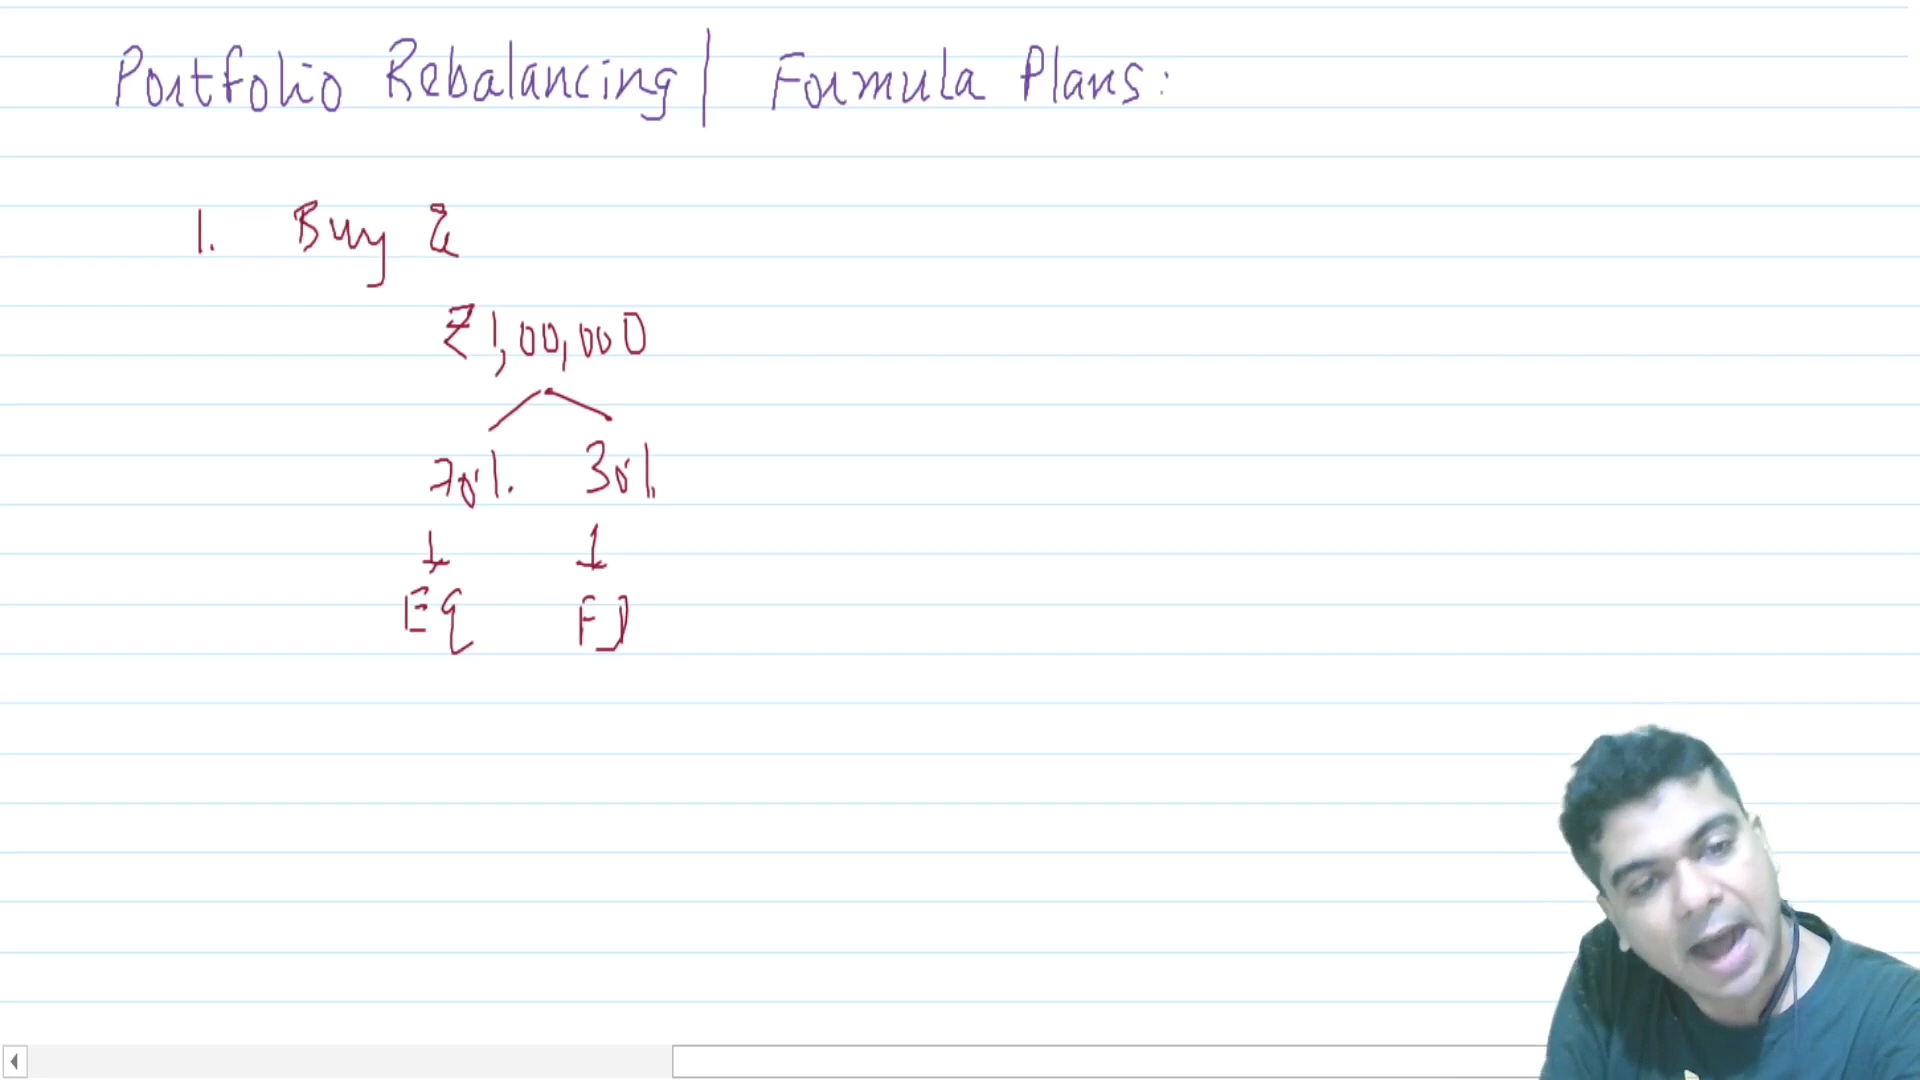 Portfolio Rebalancing | Formula Plans:
1. Buy &
₹1,00,000
70%. 30%.
Eq FD